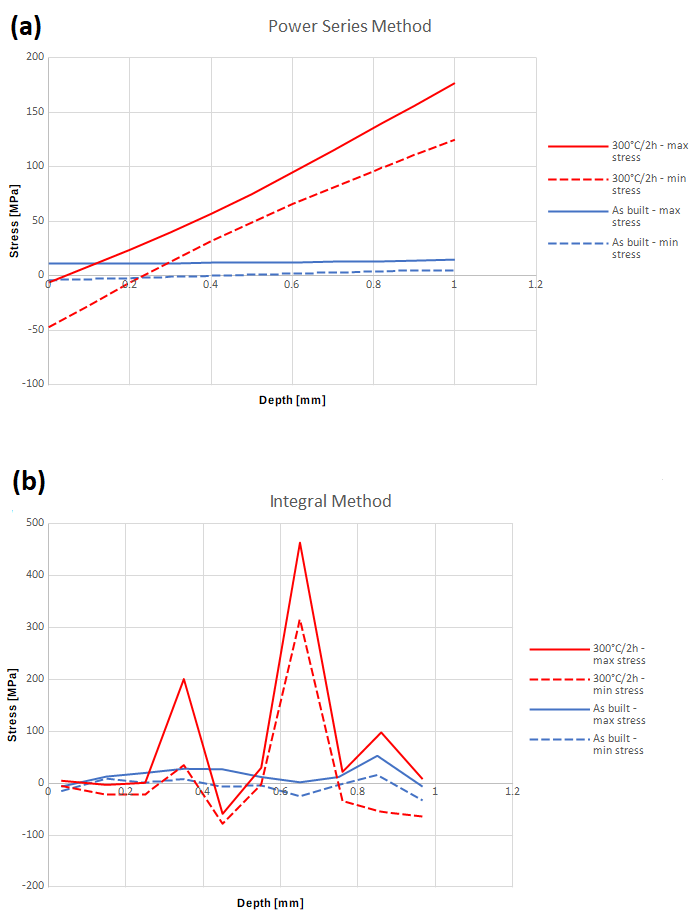 (a)
Power Series Method
200
150
100
50
0
-50
-100
0
0.2
0.4
0.6
0.8
1
1.2
Stress [MPa]
Depth [mm]
300°C/2h - max
stress
300°C/2h - min
stress
As built - max
stress
As built - min
stress
(b)
Integral Method
500
400
300
200
100
0
-100
-200
0
0.2
0.4
0.6
0.8
1
1.2
Stress [MPa]
Depth [mm]
300°C/2h -
max stress
300°C/2h -
min stress
As built -
max stress
As built -
min stress